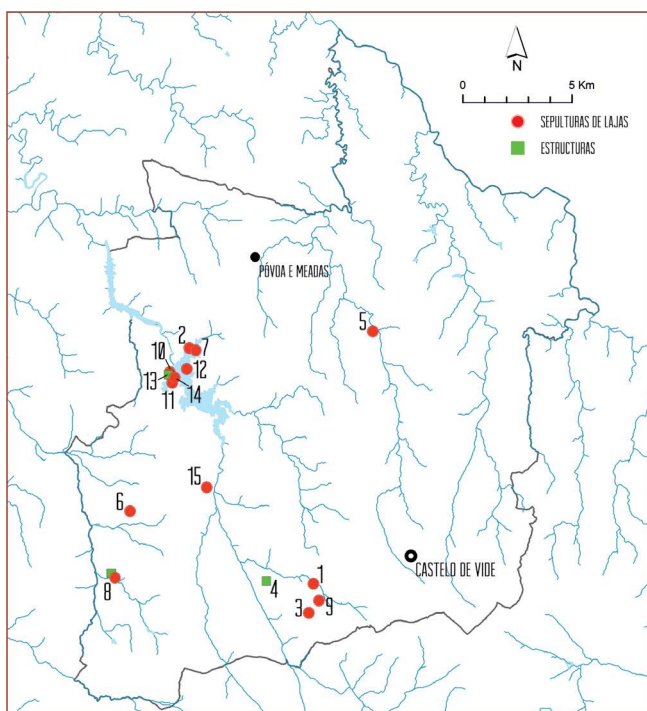 N
0 5 Km
SEPULTURAS DE LAJAS
ESTRUCTURAS
PÓVOA E MEADAS
5
2
7
10
12
13
14
11
15
6
8
4
1
9
3
CASTELO DE VIDE